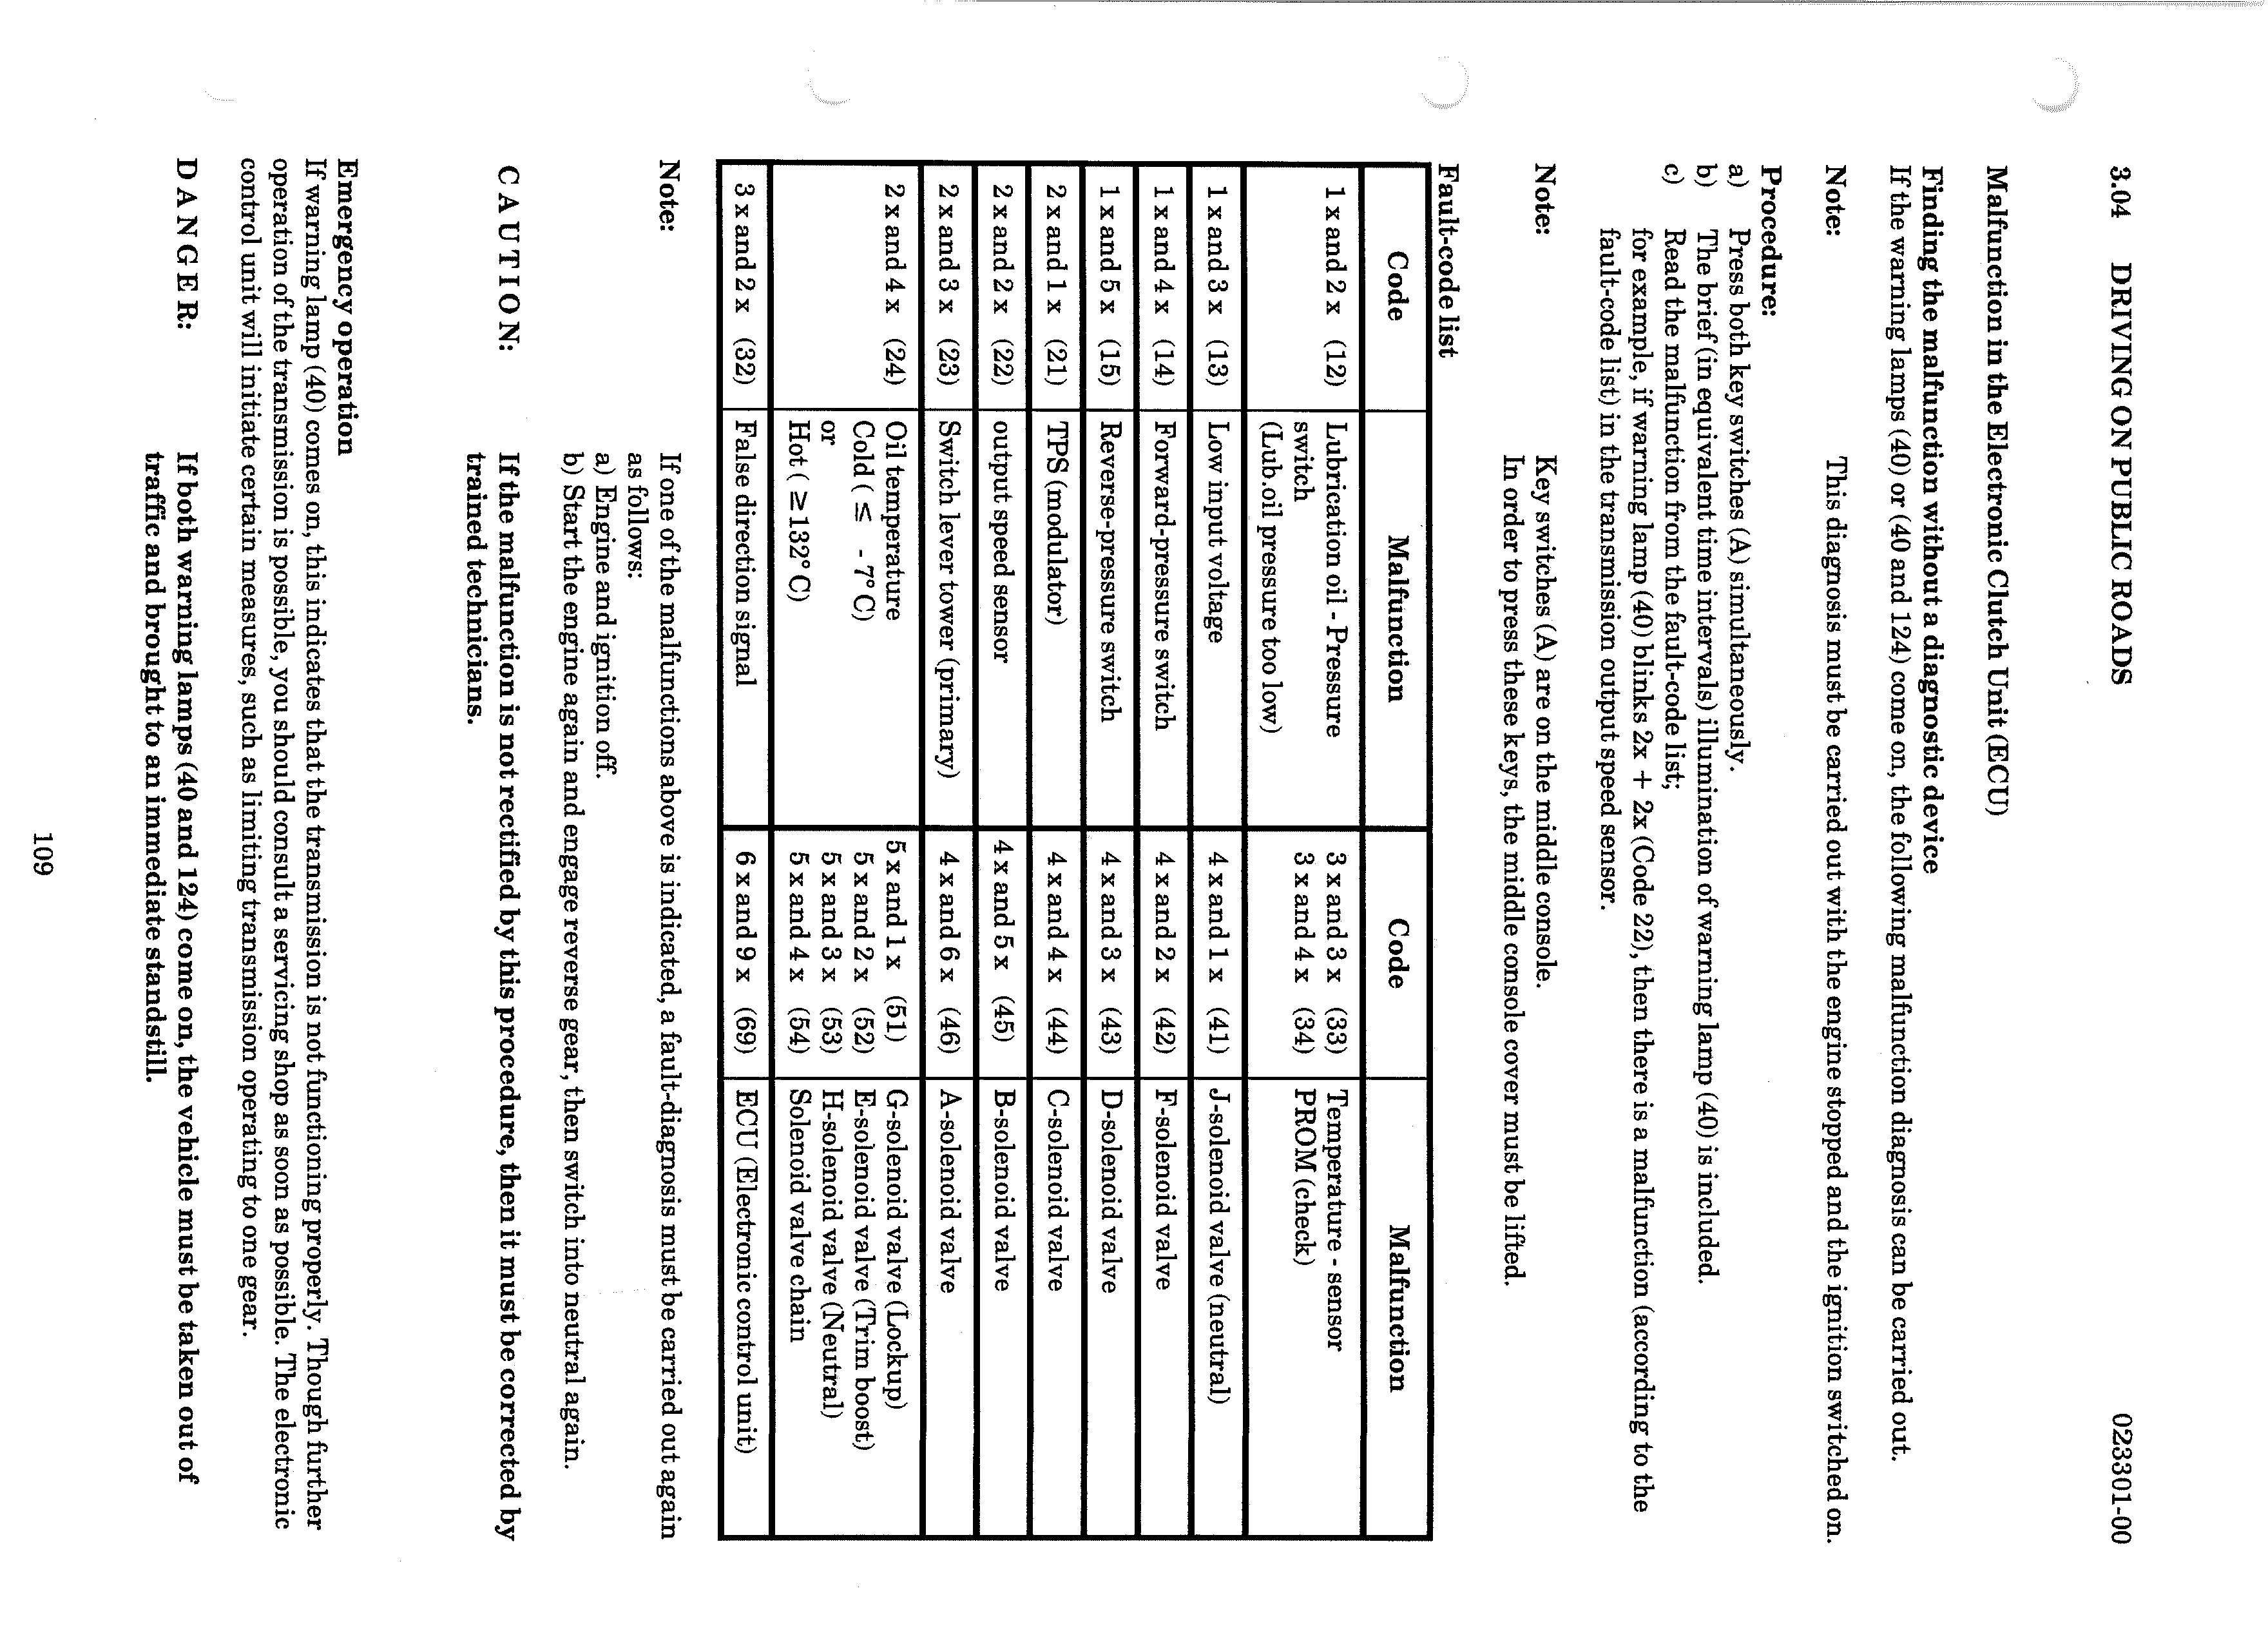 3.04 DRIVING ON PUBLIC ROADS 023301-00
Malfunction in the Electronic Clutch Unit (ECU)
Finding the malfunction without a diagnostic device
If the warning lamps (40) or (40 and 124) come on, the following malfunction diagnosis can be carried out.
Note: This diagnosis must be carried out with the engine stopped and the ignition switched on.
Procedure:
a) Press both key switches (A) simultaneously.
b) The brief (in equivalent time intervals) illumination of warning lamp (40) is included.
c) Read the malfunction from the fault-code list;
for example, if warning lamp (40) blinks 2x + 2x (Code 22), then there is a malfunction (according to the
fault-code list) in the transmission output speed sensor.
Note: Key switches (A) are on the middle console.
In order to press these keys, the middle console cover must be lifted.
Fault-code list
Code Malfunction Code Malfunction
1 x and 2 x (12) Lubrication oil - Pressure 3 x and 3 x (33) Temperature - sensor
switch 3 x and 4 x (34) PROM (check)
(Lub.oil pressure too low)
1 x and 3 x (13) Low input voltage 4 x and 1 x (41) J-solenoid valve (neutral)
1 x and 4 x (14) Forward-pressure switch 4 x and 2 x (42) F-solenoid valve
1 x and 5 x (15) Reverse-pressure switch 4 x and 3 x (43) D-solenoid valve
2 x and 1 x (21) TPS (modulator) 4 x and 4 x (44) C-solenoid valve
2 x and 2 x (22) output speed sensor 4 x and 5 x (45) B-solenoid valve
2 x and 3 x (23) Switch lever tower (primary) 4 x and 6 x (46) A-solenoid valve
2 x and 4 x (24) Oil temperature 5 x and 1 x (51) G-solenoid valve (Lockup)
Cold ( ≤ - 7° C) 5 x and 2 x (52) E-solenoid valve (Trim boost)
or 5 x and 3 x (53) H-solenoid valve (Neutral)
Hot ( ≥ 132° C) 5 x and 4 x (54) Solenoid valve chain
3 x and 2 x (32) False direction signal 6 x and 9 x (69) ECU (Electronic control unit)
Note: If one of the malfunctions above is indicated, a fault-diagnosis must be carried out again
as follows:
a) Engine and ignition off.
b) Start the engine again and engage reverse gear, then switch into neutral again.
C A U T I O N: If the malfunction is not rectified by this procedure, then it must be corrected by
trained technicians.
Emergency operation
If warning lamp (40) comes on, this indicates that the transmission is not functioning properly. Though further
operation of the transmission is possible, you should consult a servicing shop as soon as possible. The electronic
control unit will initiate certain measures, such as limiting transmission operating to one gear.
D A N G E R: If both warning lamps (40 and 124) come on, the vehicle must be taken out of
traffic and brought to an immediate standstill.
109